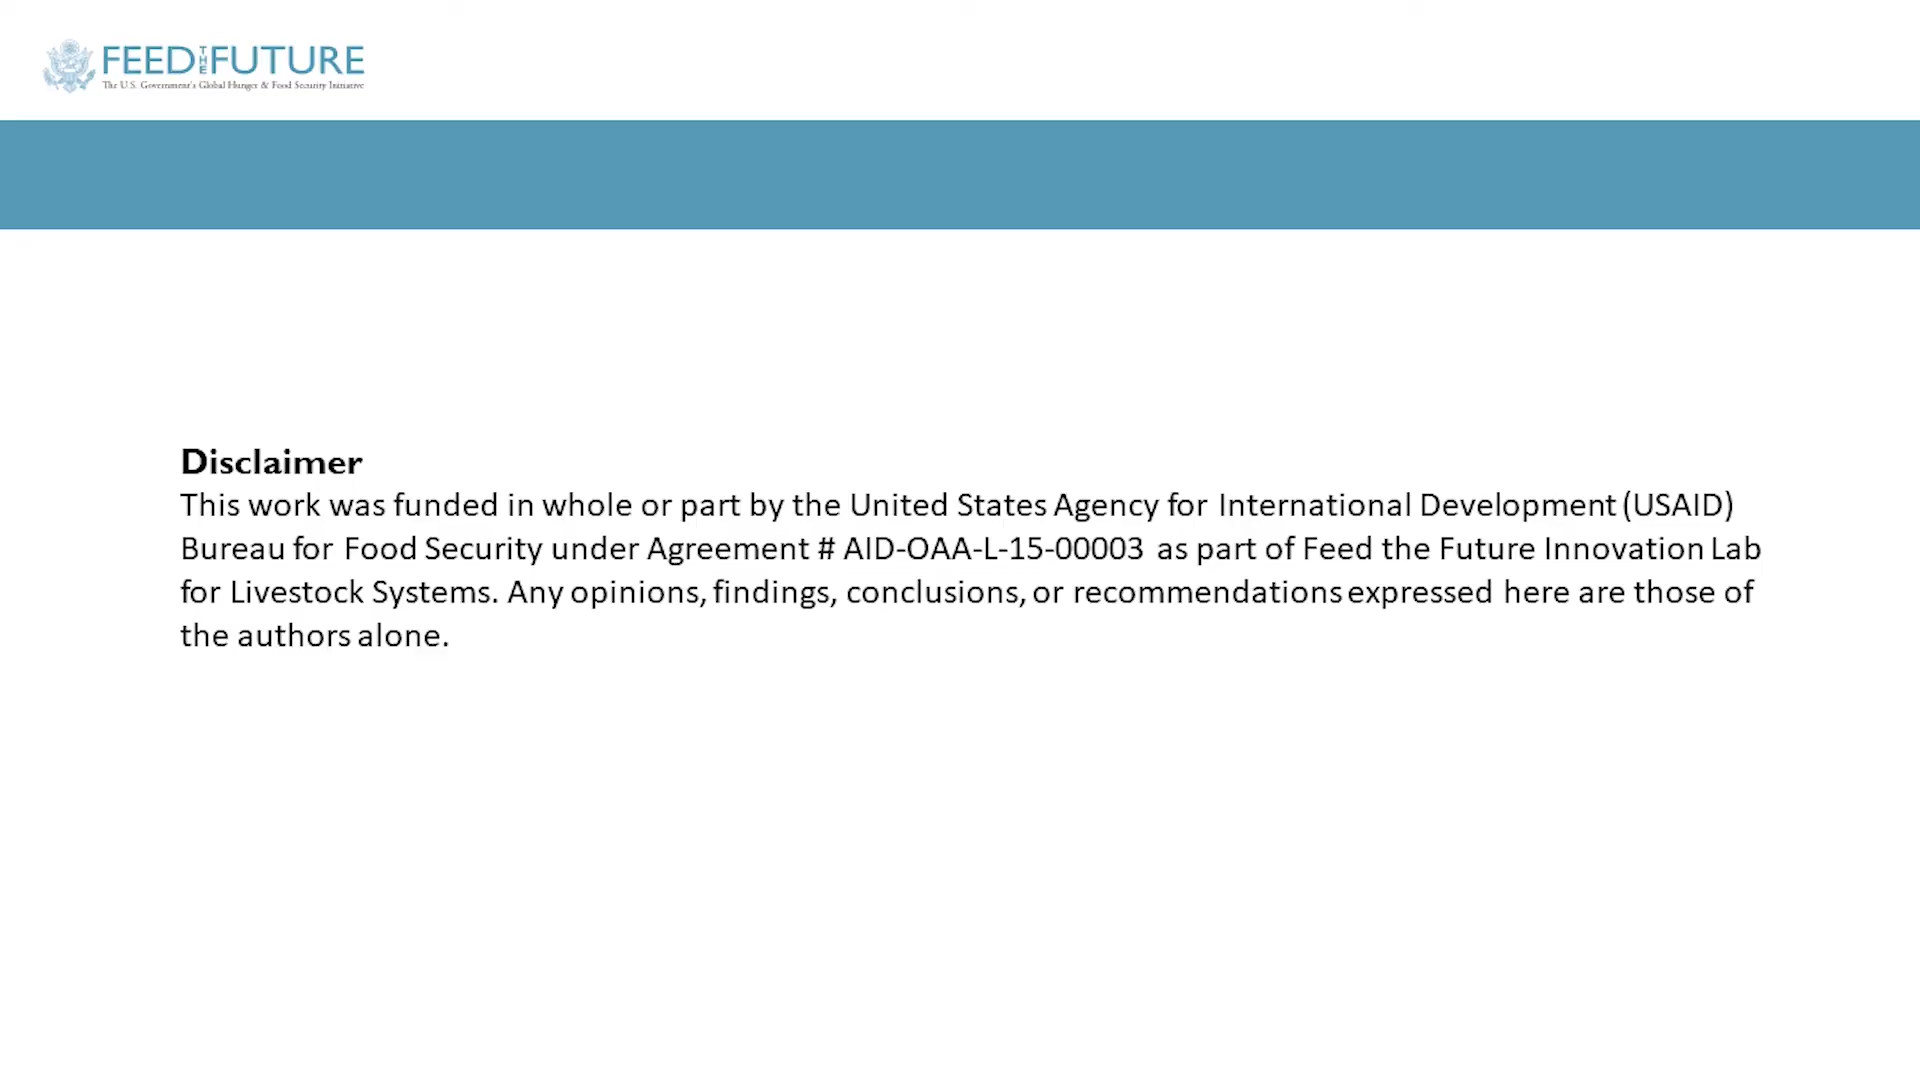 FEED THE FUTURE
The U.S. Government's Global Hunger & Food Security Initiative
Disclaimer
This work was funded in whole or part by the United States Agency for International Development (USAID)
Bureau for Food Security under Agreement # AID-OAA-L-15-00003 as part of Feed the Future Innovation Lab
for Livestock Systems. Any opinions, findings, conclusions, or recommendations expressed here are those of
the authors alone.